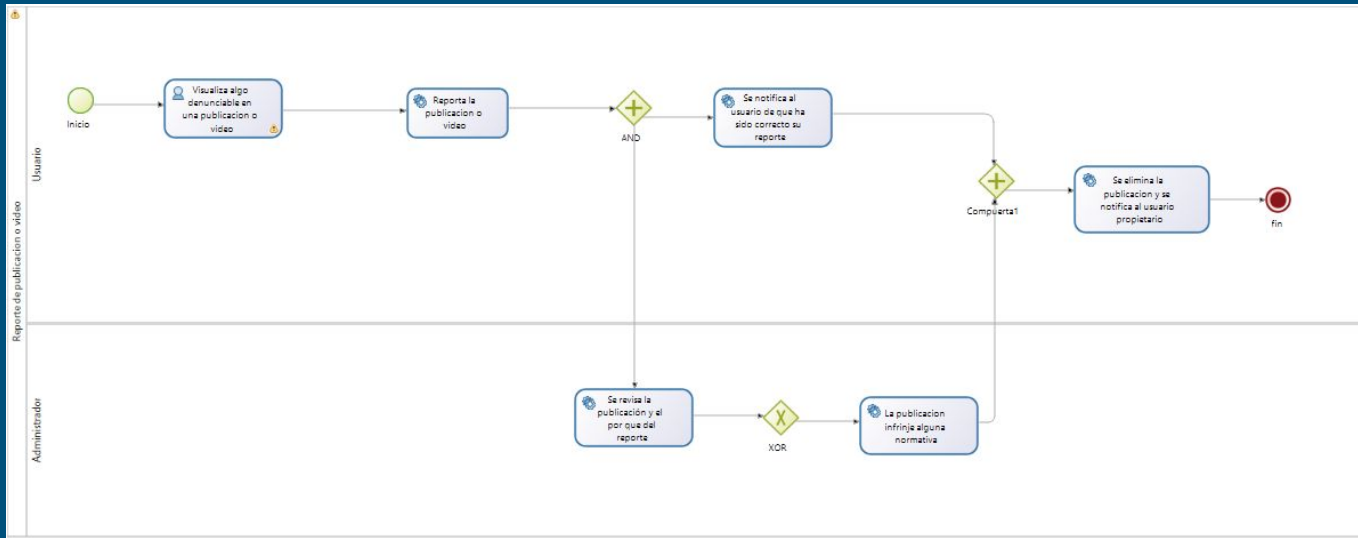 Reporte de publicacion o video
Usuario
Inicio
Visualiza algo
denunciable en
una publicacion o
video
Reporta la
publicacion o
video
AND
Se notifica al
usuario de que ha
sido correcto su
reporte
Compuerta1
Se elimina la
publicacion y se
notifica al usuario
propietario
fin
Administrador
Se revisa la
publicación y el
por que del
reporte
XOR
La publicacion
infrinje alguna
normativa